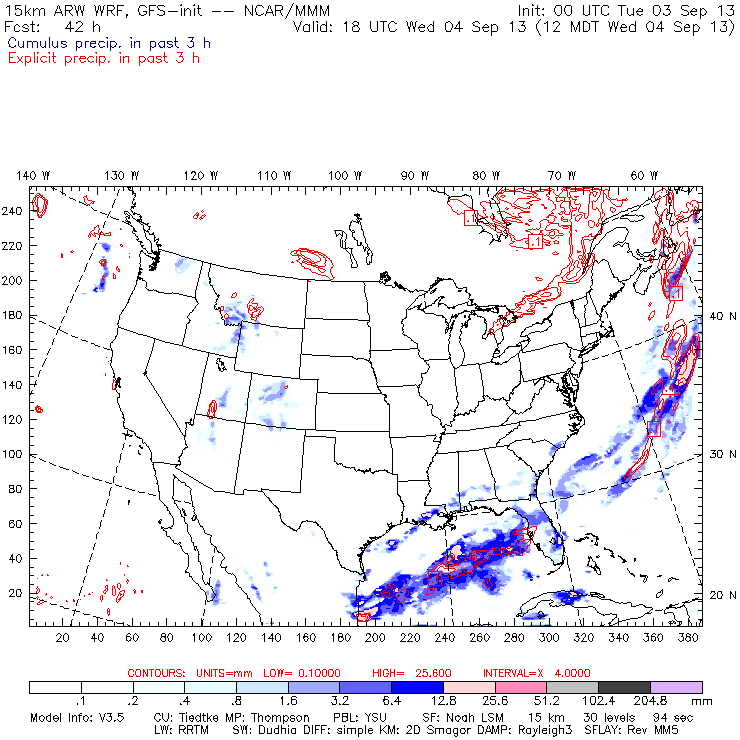 15km ARW WRF, GFS-init -- NCAR/MMM Init: 00 UTC Tue 03 Sep 13
Fcst: 42 h Valid: 18 UTC Wed 04 Sep 13 (12 MDT Wed 04 Sep 13)
Cumulus precip. in past 3 h
Explicit precip. in past 3 h
140 W 130 W 120 W 110 W 100 W 90 W 80 W 70 W 60 W
240
.1
220
.1
200
180
40 N
160
140
120
100
30 N
80
60
40
20
20 N
20 40 60 80 100 120 140 160 180 200 220 240 260 280 300 320 340 360 380
CONTOURS: UNITS=mm LOW= 0.10000 HIGH= 25.600 INTERVAL=X 4.0000
.1 .2 .4 .8 1.6 3.2 6.4 12.8 25.6 51.2 102.4 204.8 mm
Model Info: V3.5 CU: Tiedtke MP: Thompson PBL: YSU SF: Noah LSM 15 km 30 levels 94 sec
LW: RRTM SW: Dudhia DIFF: simple KM: 2D Smagor DAMP: Rayleigh3 SFLAY: Rev MM5